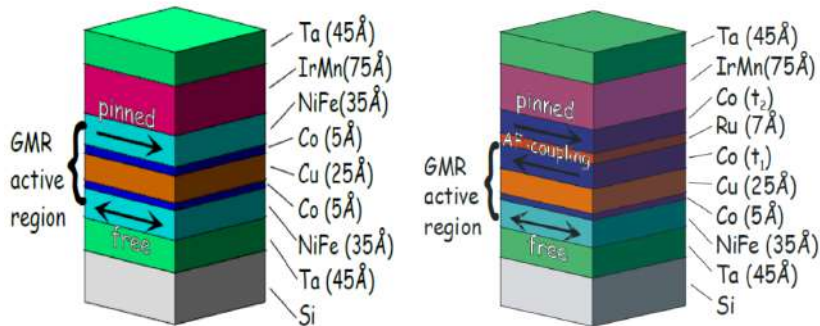 Ta (45Å)
IrMn(75Å)
NiFe(35Å)
pinned
Co (5Å)
GMR
active
region
Cu (25Å)
Co (5Å)
NiFe (35Å)
free
Ta (45Å)
Si
Ta (45Å)
IrMn(75Å)
pinned
Co (t₂)
Ru (7Å)
AF-coupling
Co (t₁)
GMR
active
region
Cu (25Å)
Co (5Å)
NiFe (35Å)
free
Ta (45Å)
Si